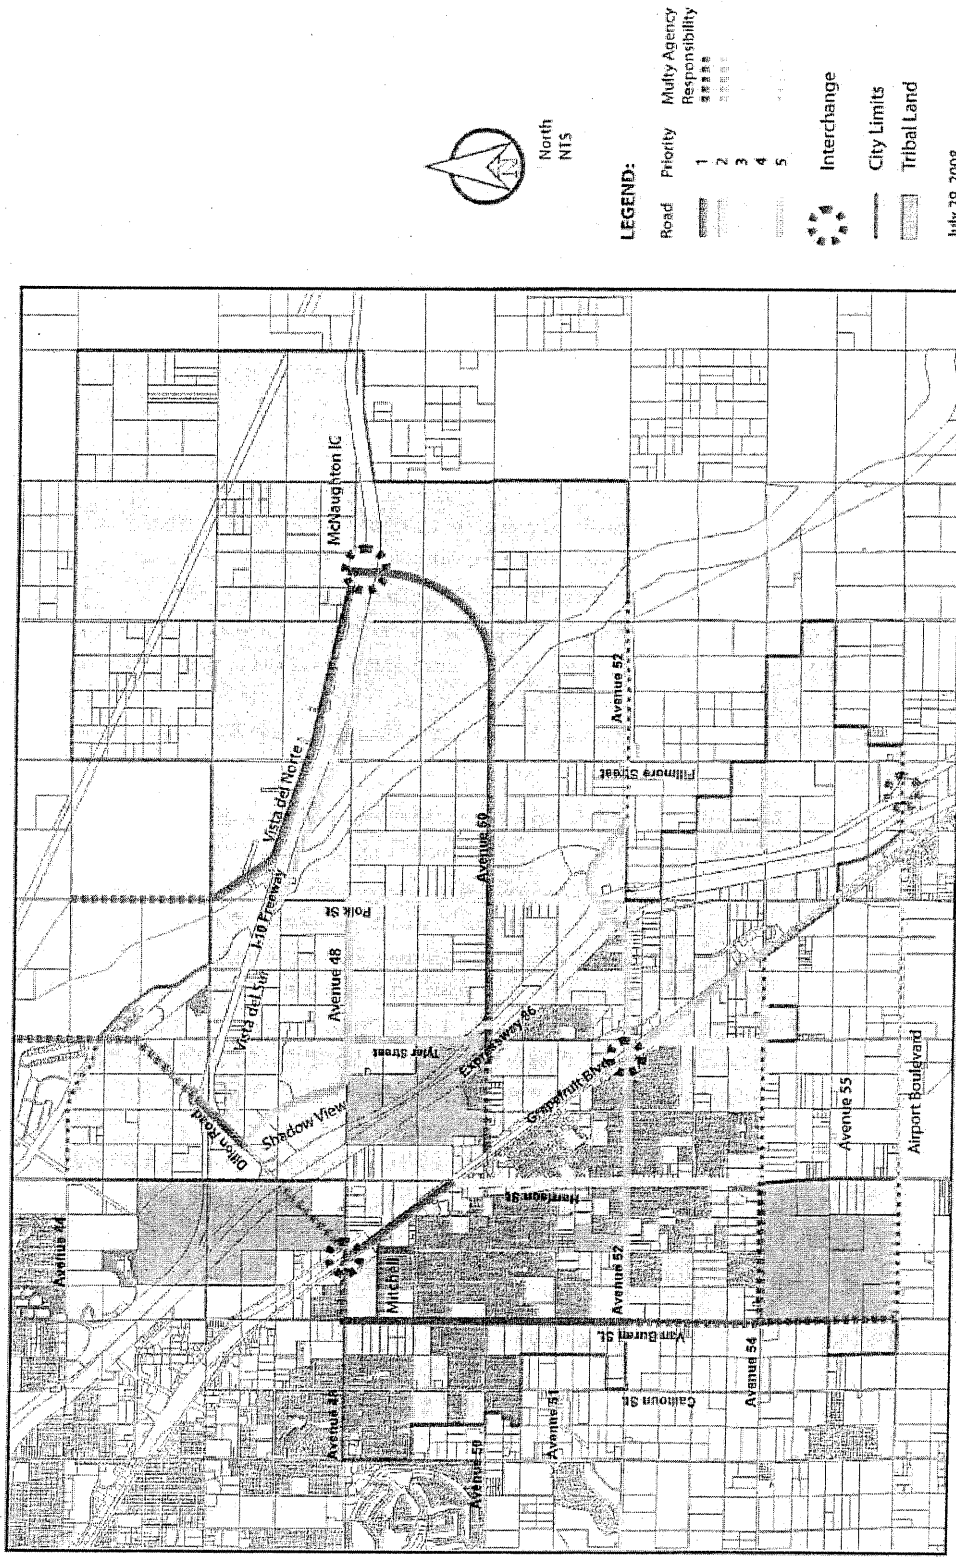 North
NTS
LEGEND:
Road Priority Multy Agency
Responsibility
1
2
3
4
5
Interchange
City Limits
Tribal Land
July 29, 2008
McNaughton IC
Vista del Norte
I-10 Freeway
Vista del Sur
Polk St
Avenue 48
Tyler Street
Avenue 50
Avenue 52
Fillmore Street
Expressway 86
Grapefruit Blvd
Shadow View
Dillon Road
Harrison St.
Mitchell
Avenue 44
Avenue 48
Avenue 50
Avenue 51
Avenue 52
Van Buren St.
Calhoun St.
Avenue 54
Avenue 55
Airport Boulevard